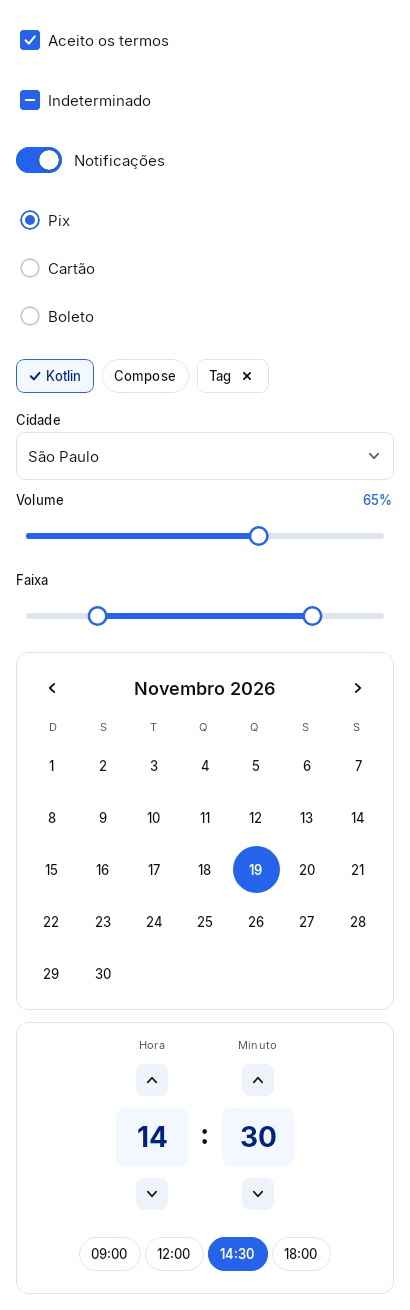 Aceito os termos
Indeterminado
Notificações
Pix
Cartão
Boleto
Kotlin Compose Tag
Cidade
São Paulo
Volume 65%
Faixa
Novembro 2026
D S T Q Q S S
1 2 3 4 5 6 7
8 9 10 11 12 13 14
15 16 17 18 19 20 21
22 23 24 25 26 27 28
29 30
Hora Minuto
14 : 30
09:00 12:00 14:30 18:00